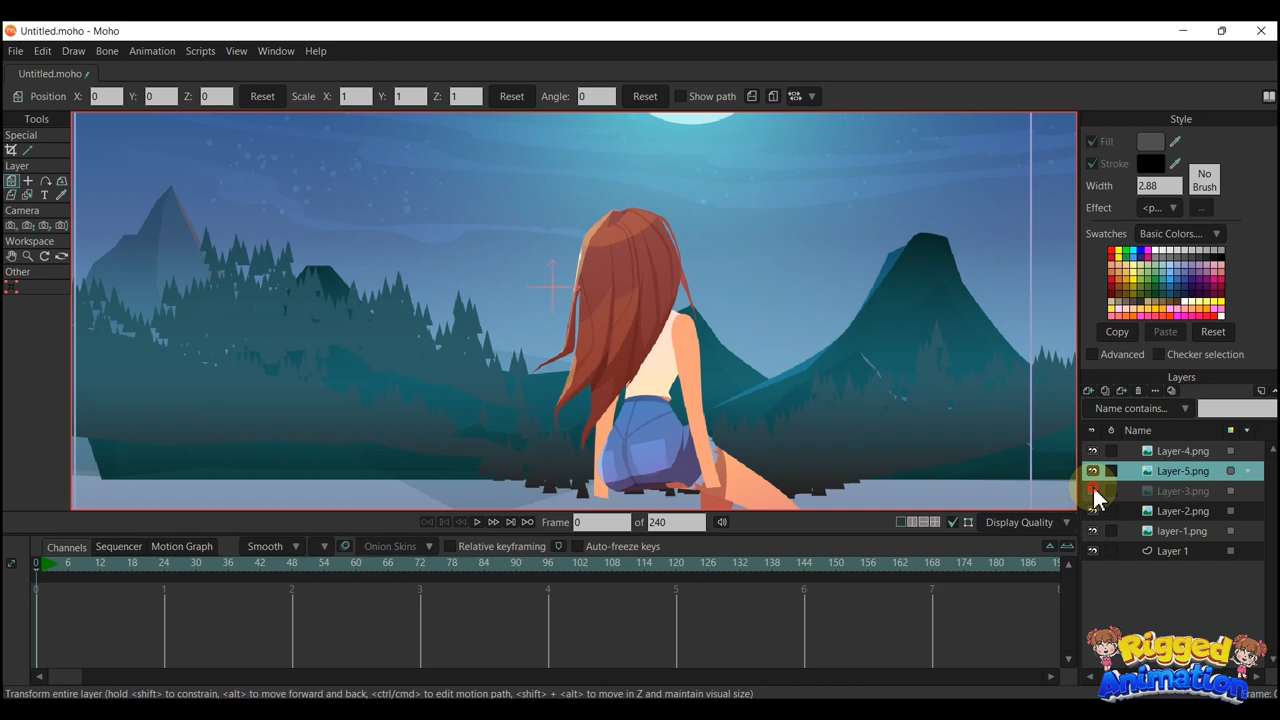 Untitled.moho - Moho
File Edit Draw Bone Animation Scripts View Window Help
Untitled.moho
Position X: 0 Y: 0 Z: 0 Reset Scale X: 1 Y: 1 Z: 1 Reset Angle: 0 Reset Show path
Tools
Special
Layer
T
Camera
Workspace
Other
Style
Fill
Stroke
Width 2.88
No
Brush
Effect <p... ...
Swatches Basic Colors....
Copy Paste Reset
Advanced Checker selection
Layers
Name contains...
Name
Layer-4.png
Layer-5.png
Layer-3.png
Layer-2.png
layer-1.png
Layer 1
Frame 0 of 240 Display Quality
Channels Sequencer Motion Graph Smooth Onion Skins Relative keyframing Auto-freeze keys
0 6 12 18 24 30 36 42 48 54 60 66 72 78 84 90 96 102 108 114 120 126 132 138 144 150 156 162 168 174 180 186
0 1 2 3 4 5 6 7
Rigged
Animation
Transform entire layer (hold <shift> to constrain, <alt> to move forward and back, <ctrl/cmd> to edit motion path, <shift> + <alt> to move in Z and maintain visual size)